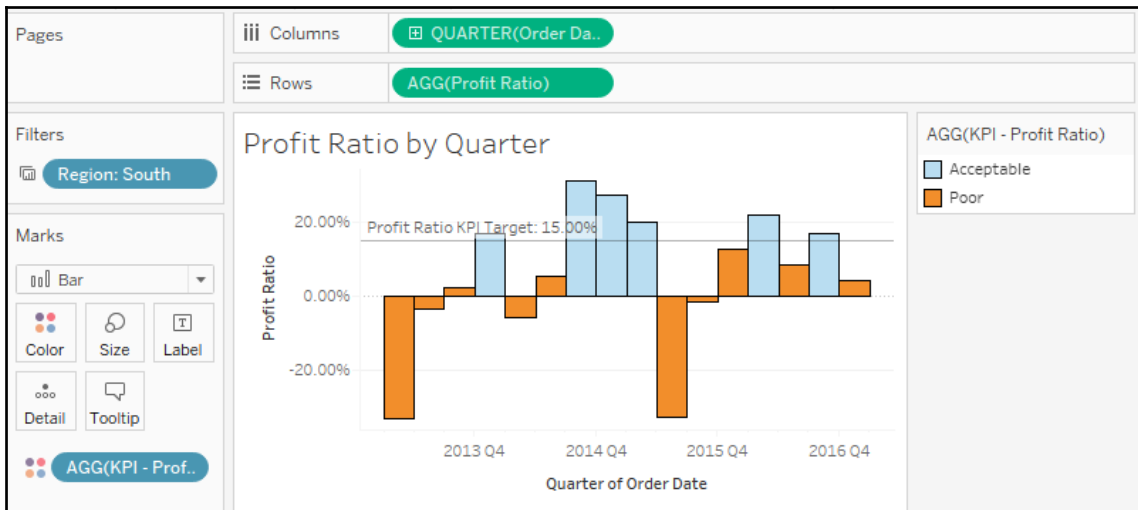 Pages
iii Columns
QUARTER(Order Da..
Rows
AGG(Profit Ratio)
Filters
Region: South
Marks
Bar
Color
Size
T
Label
Detail
Tooltip
AGG(KPI - Prof..
Profit Ratio by Quarter
20.00%
Profit Ratio KPI Target: 15.00%
0.00%
-20.00%
Profit Ratio
2013 Q4
2014 Q4
2015 Q4
2016 Q4
Quarter of Order Date
AGG(KPI - Profit Ratio)
Acceptable
Poor